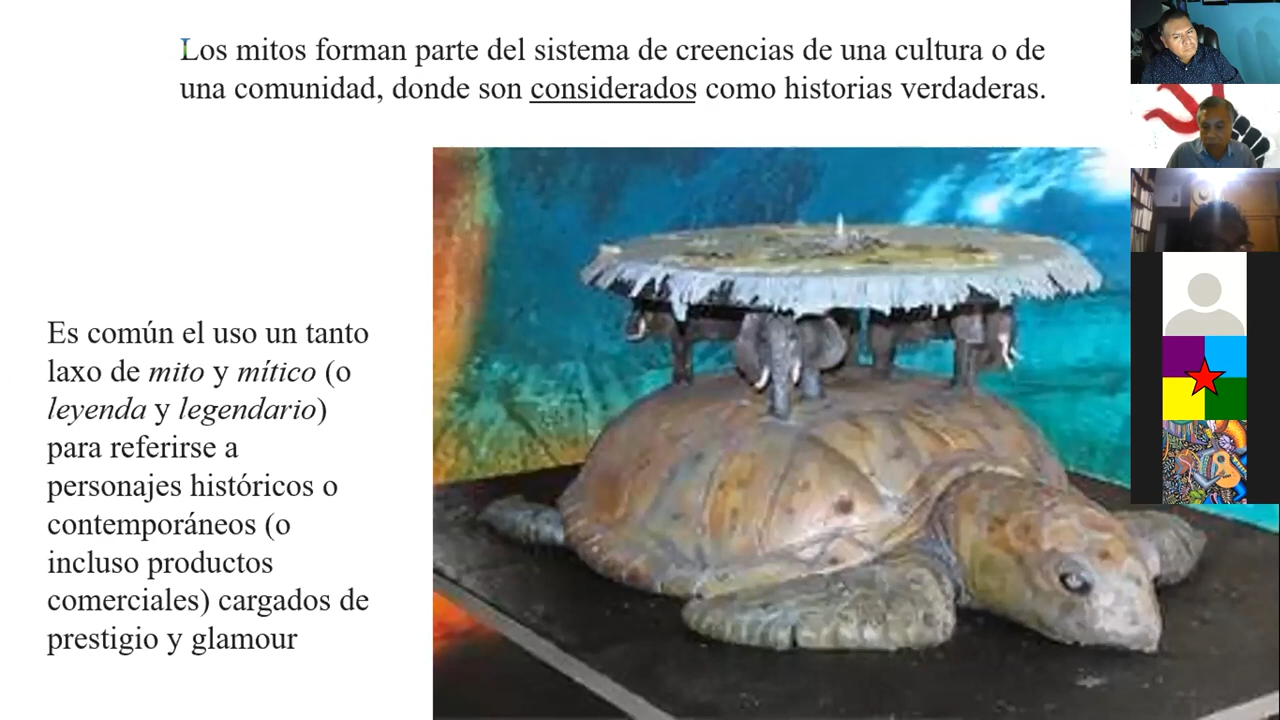 Los mitos forman parte del sistema de creencias de una cultura o de
una comunidad, donde son considerados como historias verdaderas.
Es común el uso un tanto
laxo de mito y mítico (o
leyenda y legendario)
para referirse a
personajes históricos o
contemporáneos (o
incluso productos
comerciales) cargados de
prestigio y glamour